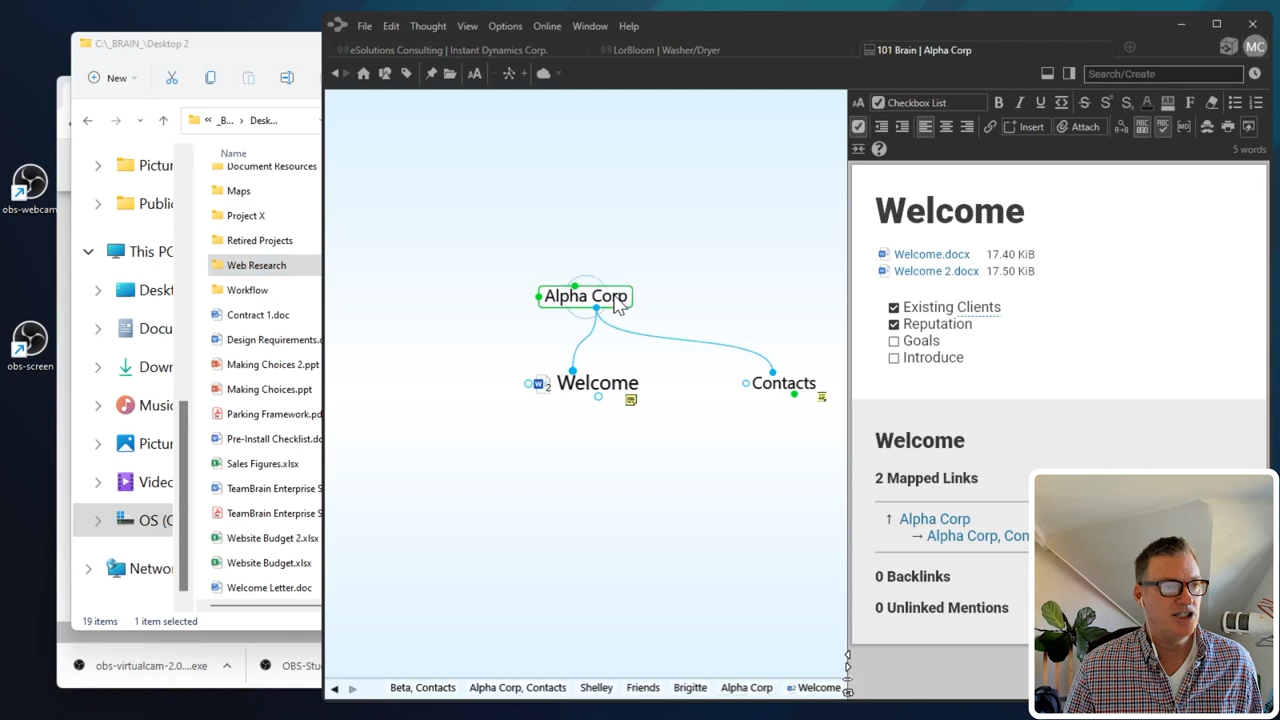 C:\_BRAIN_\Desktop 2
New
_B...
Desk...
Name
Pictur
Public
This PC
Deskt
Docu
Down
Music
Pictur
Video
OS (C
Networ
Document Resources
Maps
Project X
Retired Projects
Web Research
Workflow
Contract 1.doc
Design Requirements.d
Making Choices 2.ppt
Making Choices.ppt
Parking Framework.pd
Pre-Install Checklist.do
Sales Figures.xlsx
TeamBrain Enterprise S
TeamBrain Enterprise S
Website Budget 2.xlsx
Website Budget.xlsx
Welcome Letter.doc
19 items
1 item selected
obs-virtualcam-2.0....exe
OBS-Stu
obs-webcam
obs-screen
File Edit Thought View Options Online Window Help
eSolutions Consulting | Instant Dynamics Corp.
LorBloom | Washer/Dryer
101 Brain | Alpha Corp
MC
Search/Create
Checkbox List
Insert
Attach
5 words
Alpha Corp
2
Welcome
Contacts
Beta, Contacts
Alpha Corp, Contacts
Shelley
Friends
Brigitte
Alpha Corp
Welcome
Welcome
Welcome.docx 17.40 KiB
Welcome 2.docx 17.50 KiB
Existing Clients
Reputation
Goals
Introduce
Welcome
2 Mapped Links
↑ Alpha Corp
→ Alpha Corp, Con
0 Backlinks
0 Unlinked Mentions